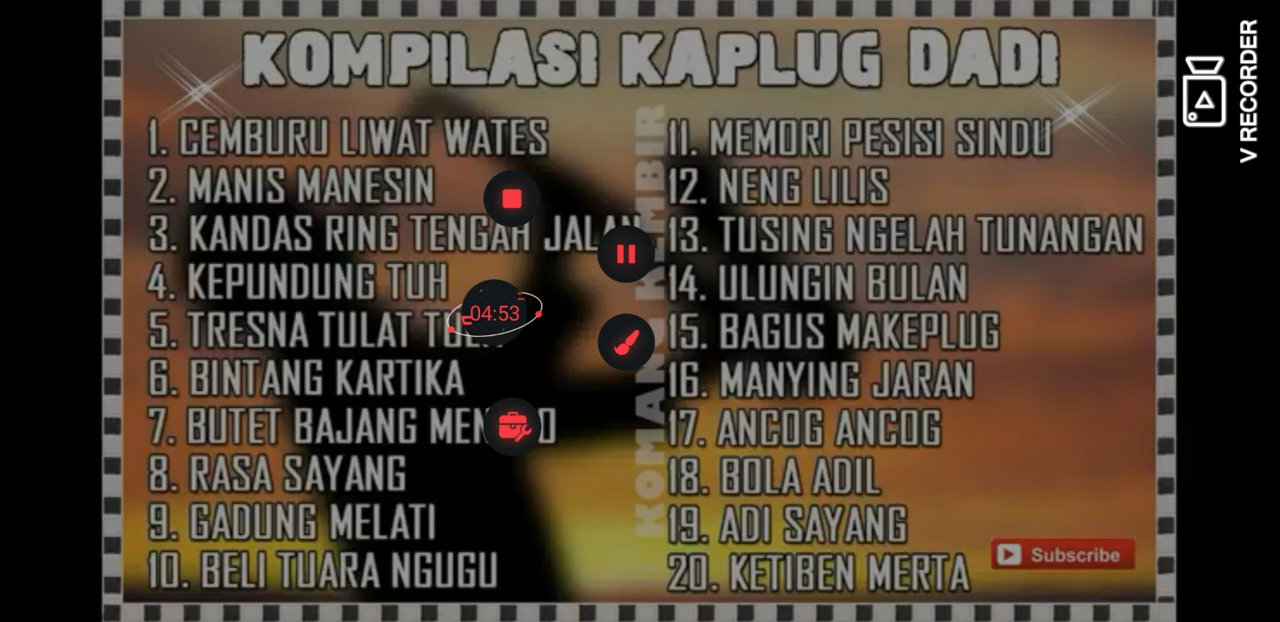 KOMPILASI KAPLUG DADI
1. CEMBURU LIWAT WATES
2. MANIS MANESIN
3. KANDAS RING TENGAH JALAN
4. KEPUNDUNG TUH
5. TRESNA TULAT
6. BINTANG KARTIKA
7. BUTET BAJANG
8. RASA SAYANG
9. GADUNG MELATI
10. BELI TUARA NGUGU
KOMANG
11. MEMORI PESISI SINDU
12. NENG LILIS
13. TUSING NGELAH TUNANGAN
14. ULUNGIN BULAN
15. BAGUS MAKEPLUG
16. MANYING JARAN
17. ANCOG ANCOG
18. BOLA ADIL
19. ADI SAYANG
20. KETIBEN MERTA
04:53
Subscribe
V RECORDER